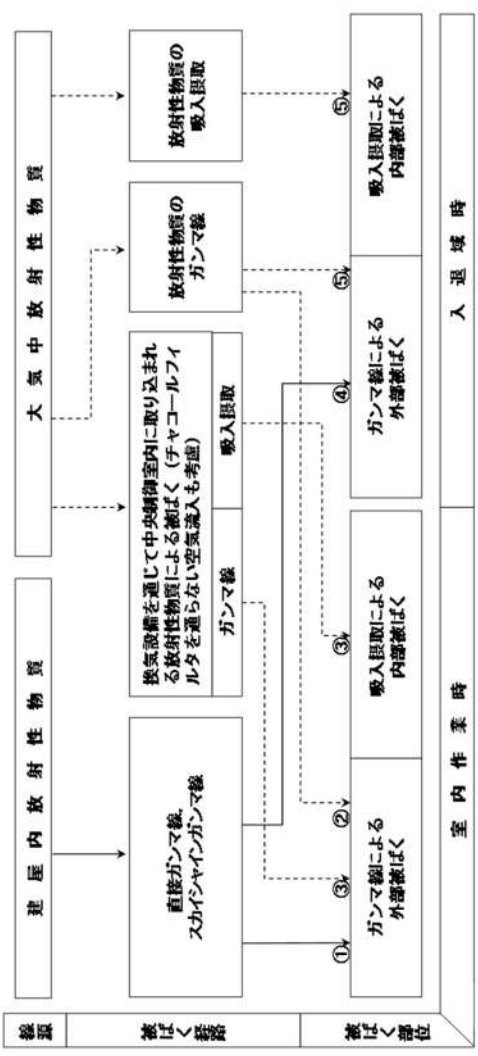 線源
建屋内放射性物質
大気中放射性物質
被ばく経路
直接ガンマ線,
スカイシャインガンマ線
換気設備を通じて中央制御室内に取り込まれ
る放射性物質による被ばく（チャコールフィ
ルタを通らない空気流入も考慮）
ガンマ線
吸入摂取
放射性物質の
ガンマ線
放射性物質の
吸入摂取
被ばく部位
①
③
②
③
④
⑤
⑤
ガンマ線による
外部被ばく
吸入摂取による
内部被ばく
ガンマ線による
外部被ばく
吸入摂取による
内部被ばく
室内作業時
入退域時